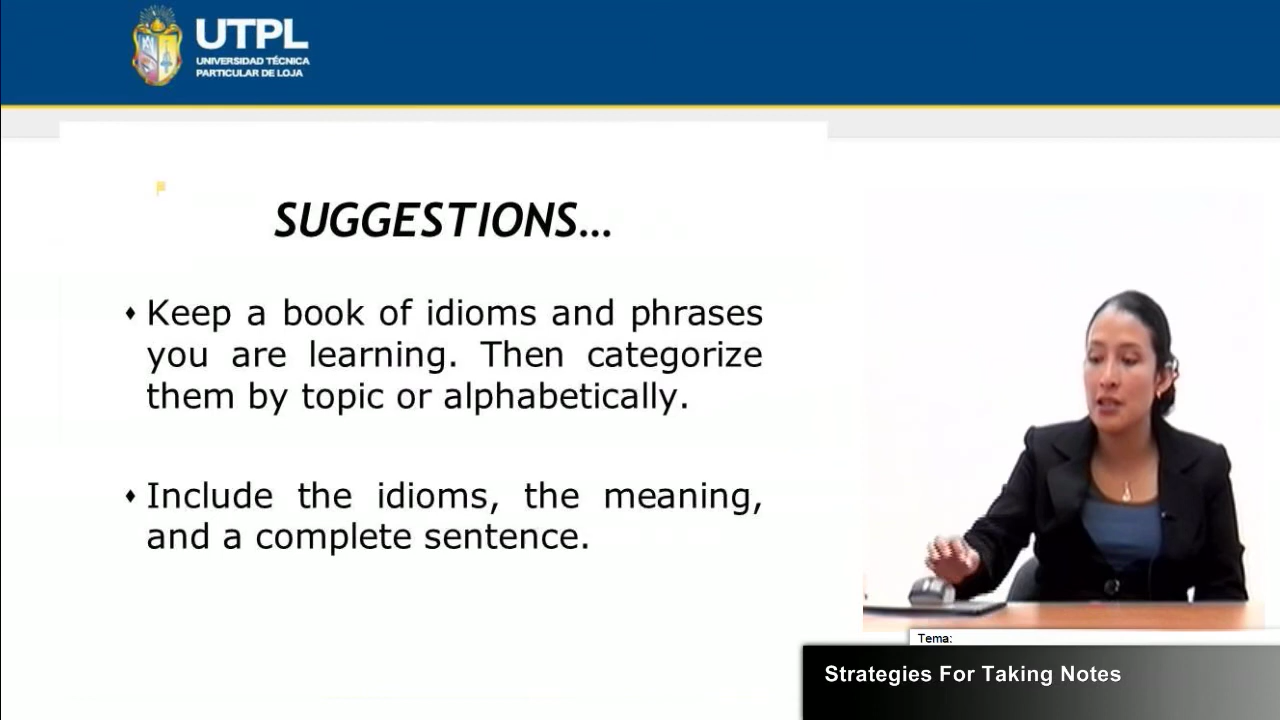 UTPL
UNIVERSIDAD TÉCNICA
PARTICULAR DE LOJA
SUGGESTIONS...
Keep a book of idioms and phrases
you are learning. Then categorize
them by topic or alphabetically.
Include the idioms, the meaning,
and a complete sentence.
Tema:
Strategies For Taking Notes